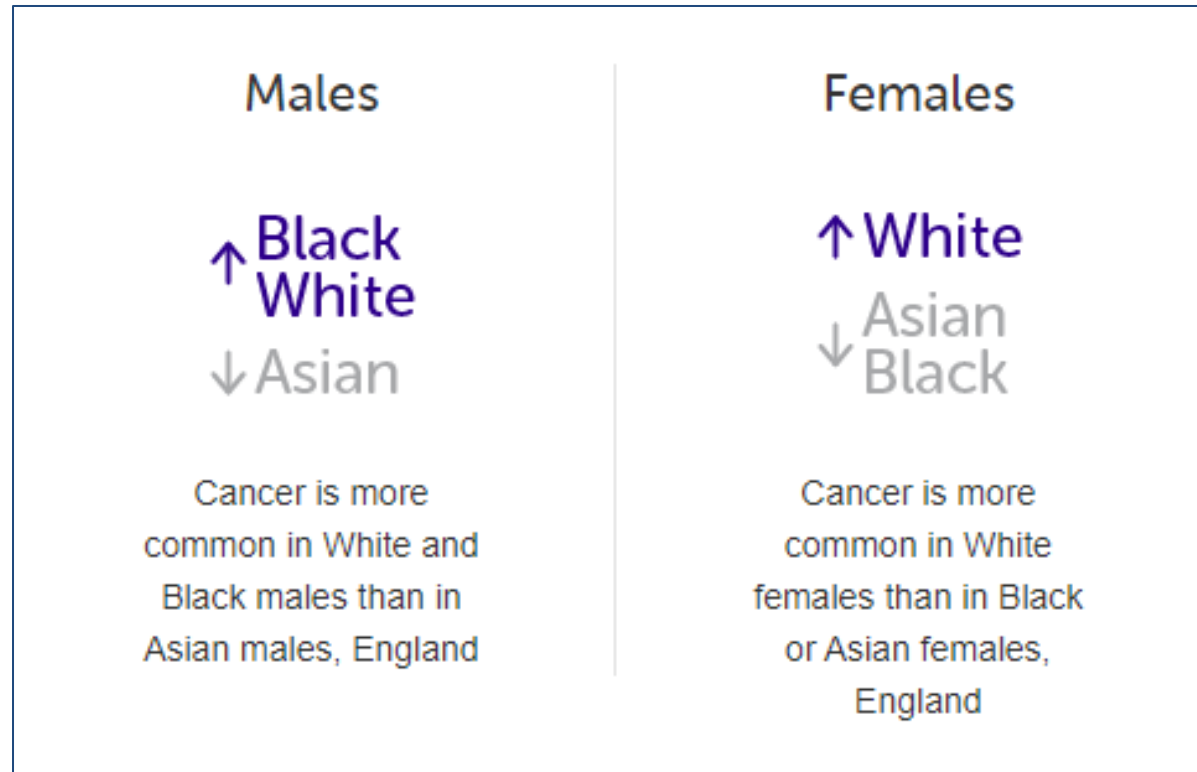 Males
↑ Black
White
↓ Asian
Cancer is more
common in White and
Black males than in
Asian males, England
Females
↑ White
↓ Asian
Black
Cancer is more
common in White
females than in Black
or Asian females,
England